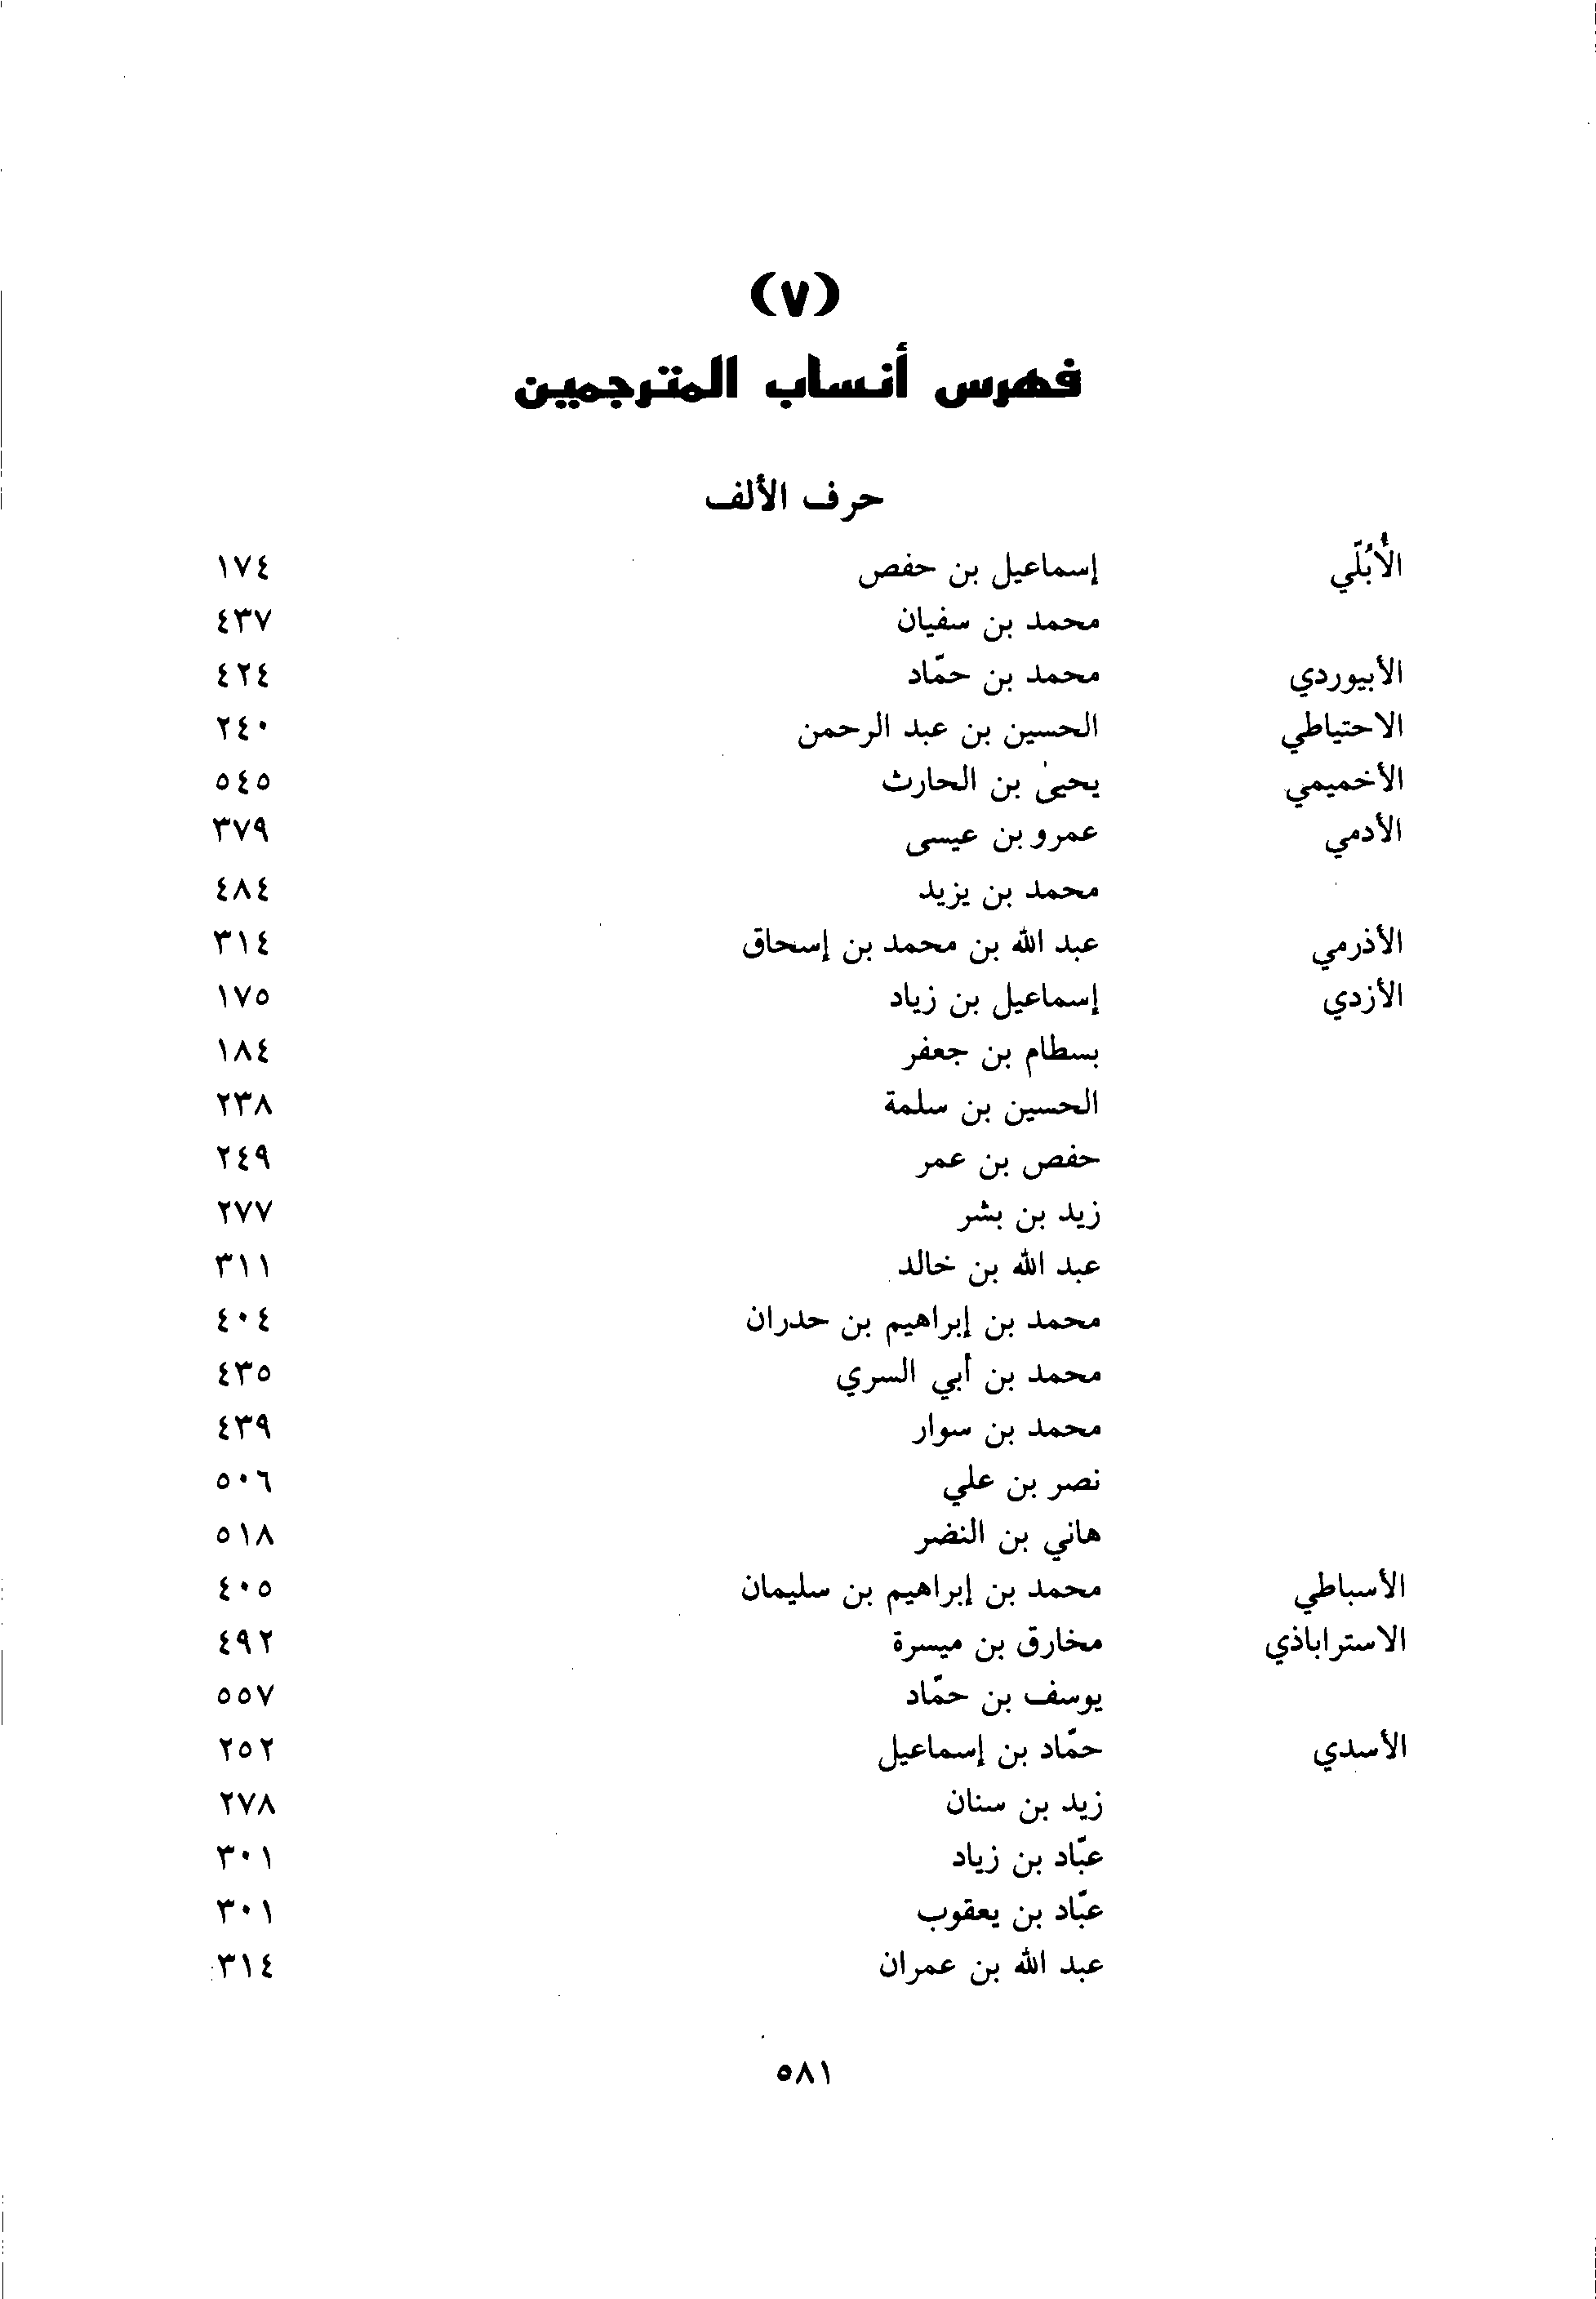 (٧)
فهرس أنساب المترجمين
حرف الألف
الأُبُلّي إسماعيل بن حفص ١٧٤
محمد بن سفيان ٤٣٧
الأبيوردي محمد بن حمّاد ٤٢٤
الاحتياطي الحسين بن عبد الرحمن ٢٤٠
الأخميمي يحيىٰ بن الحارث ٥٤٥
الأدمي عمرو بن عيسى ٣٧٩
محمد بن يزيد ٤٨٤
الأذرمي عبد الله بن محمد بن إسحاق ٣١٤
الأزدي إسماعيل بن زياد ١٧٥
بسطام بن جعفر ١٨٤
الحسين بن سلمة ٢٣٨
حفص بن عمر ٢٤٩
زيد بن بشر ٢٧٧
عبد الله بن خالد ٣١١
محمد بن إبراهيم بن حدران ٤٠٤
محمد بن أبي السري ٤٣٥
محمد بن سوار ٤٣٩
نصر بن علي ٥٠٦
هاني بن النضر ٥١٨
الأسباطي محمد بن إبراهيم بن سليمان ٤٠٥
الاستراباذي مخارق بن ميسرة ٤٩٢
يوسف بن حمّاد ٥٥٧
الأسدي حمّاد بن إسماعيل ٢٥٢
زيد بن سنان ٢٧٨
عبّاد بن زياد ٣٠١
عبّاد بن يعقوب ٣٠١
عبد الله بن عمران ٣١٤
٥٨١